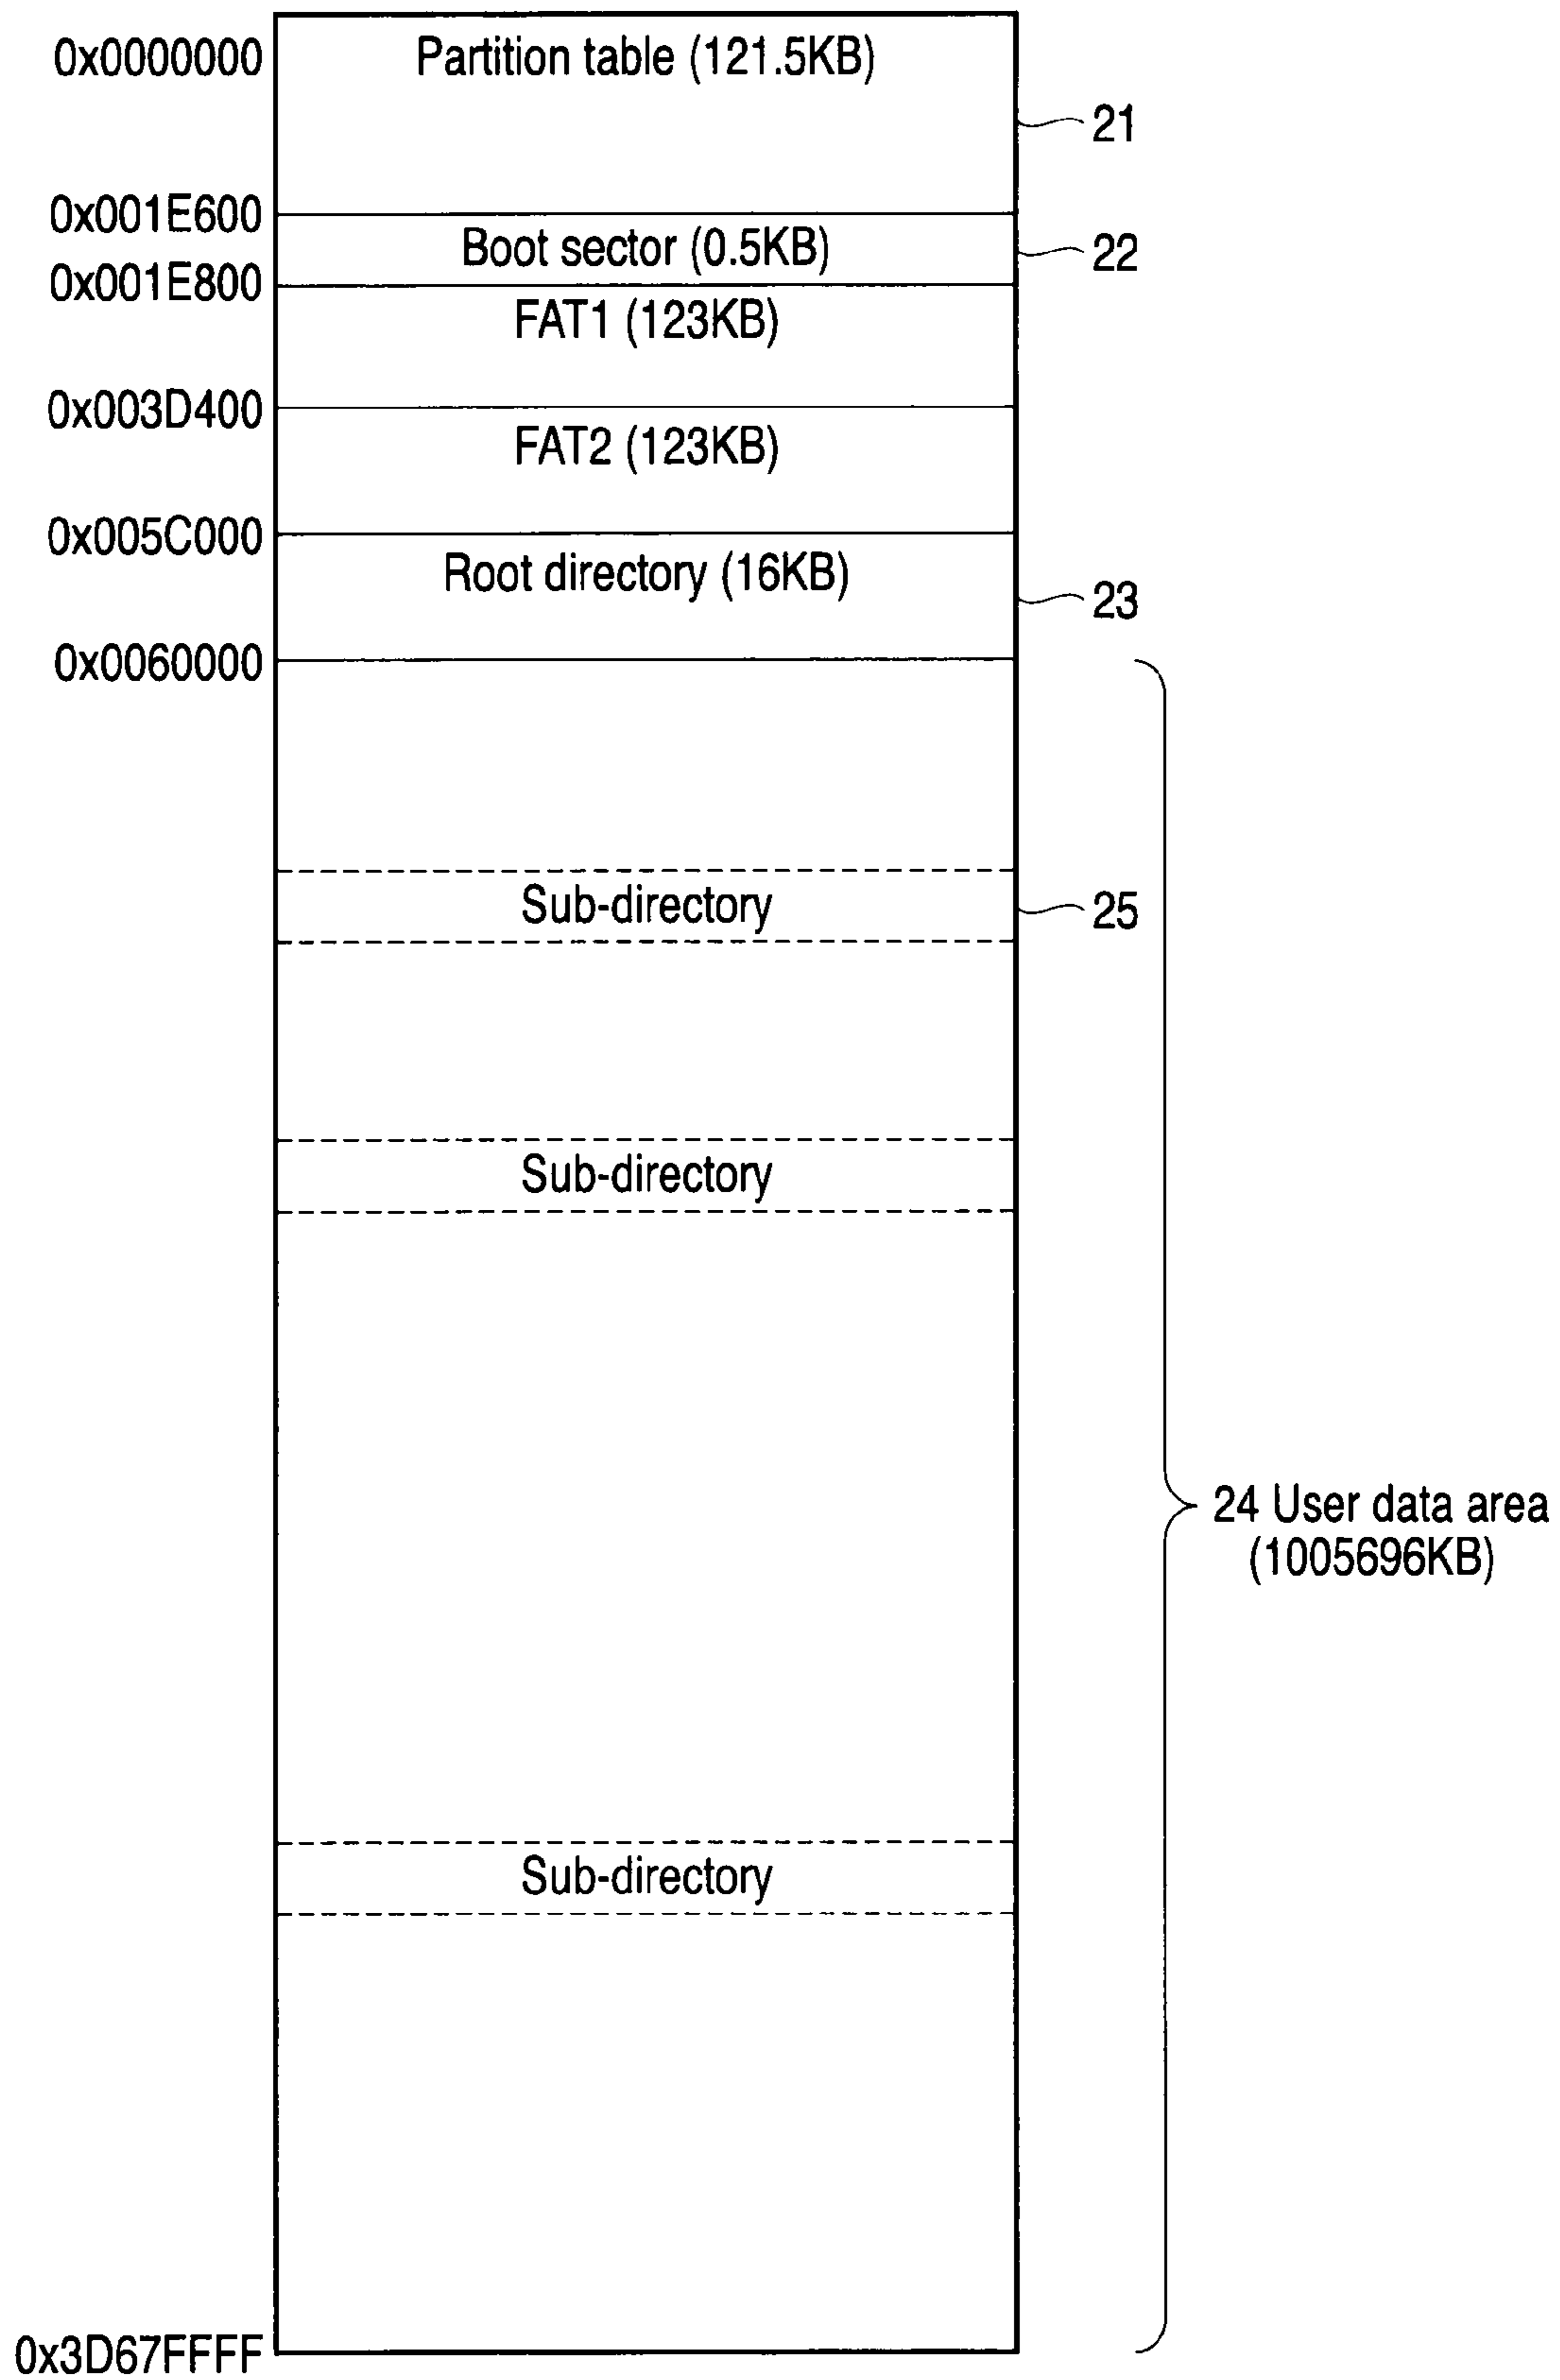 0x0000000
Partition table (121.5KB)
21
0x001E600
Boot sector (0.5KB)
22
0x001E800
FAT1 (123KB)
0x003D400
FAT2 (123KB)
0x005C000
Root directory (16KB)
23
0x0060000
Sub-directory
25
Sub-directory
24 User data area
(1005696KB)
Sub-directory
0x3D67FFFF